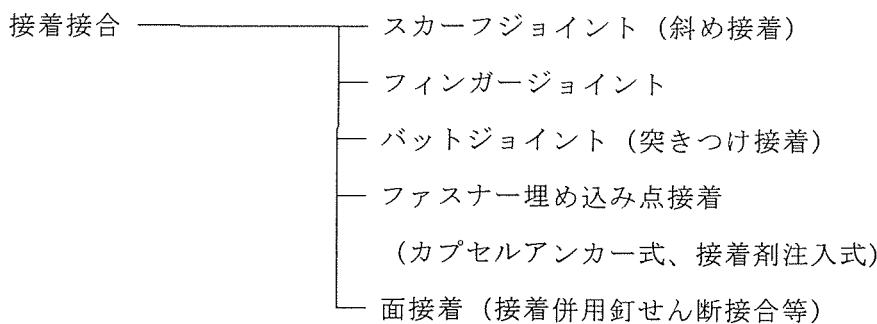 接着接合 スカーフジョイント（斜め接着）
フィンガージョイント
バットジョイント（突きつけ接着）
ファスナー埋め込み点接着
（カプセルアンカー式、接着剤注入式）
面接着（接着併用釘せん断接合等）